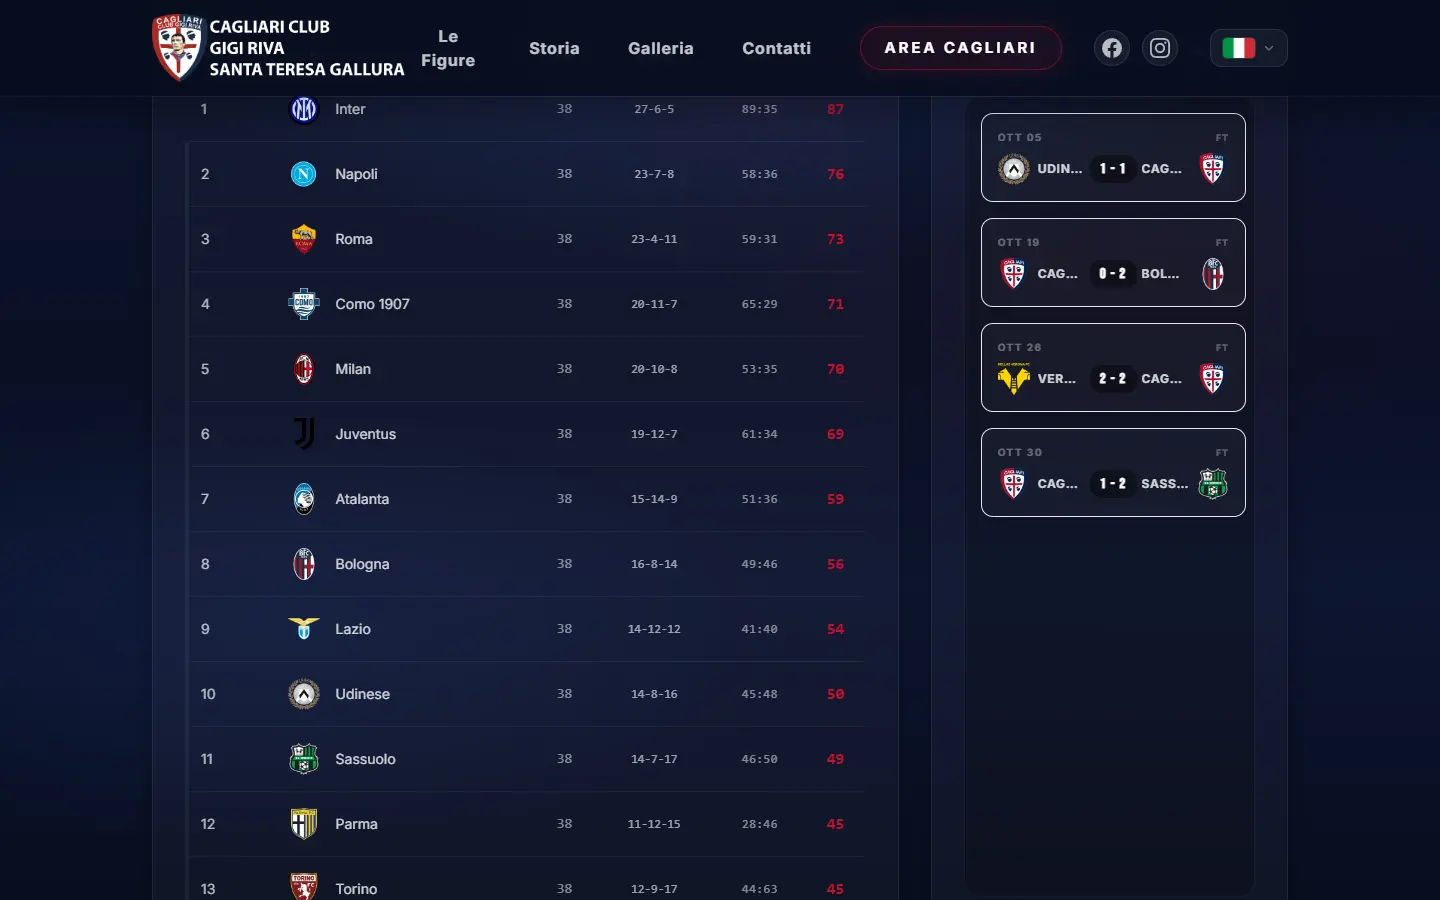 CAGLIARI CLUB
GIGI RIVA
SANTA TERESA GALLURA
Le
Figure
Storia
Galleria
Contatti
AREA CAGLIARI
1 Inter 38 27-6-5 89:35 87
2 Napoli 38 23-7-8 58:36 76
3 Roma 38 23-4-11 59:31 73
4 Como 1907 38 20-11-7 65:29 71
5 Milan 38 20-10-8 53:35 70
6 Juventus 38 19-12-7 61:34 69
7 Atalanta 38 15-14-9 51:36 59
8 Bologna 38 16-8-14 49:46 56
9 Lazio 38 14-12-12 41:40 54
10 Udinese 38 14-8-16 45:48 50
11 Sassuolo 38 14-7-17 46:50 49
12 Parma 38 11-12-15 28:46 45
13 Torino 38 12-9-17 44:63 45
OTT 05 FT
UDIN... 1 - 1 CAG...
OTT 19 FT
CAG... 0 - 2 BOL...
OTT 26 FT
VER... 2 - 2 CAG...
OTT 30 FT
CAG... 1 - 2 SASS...